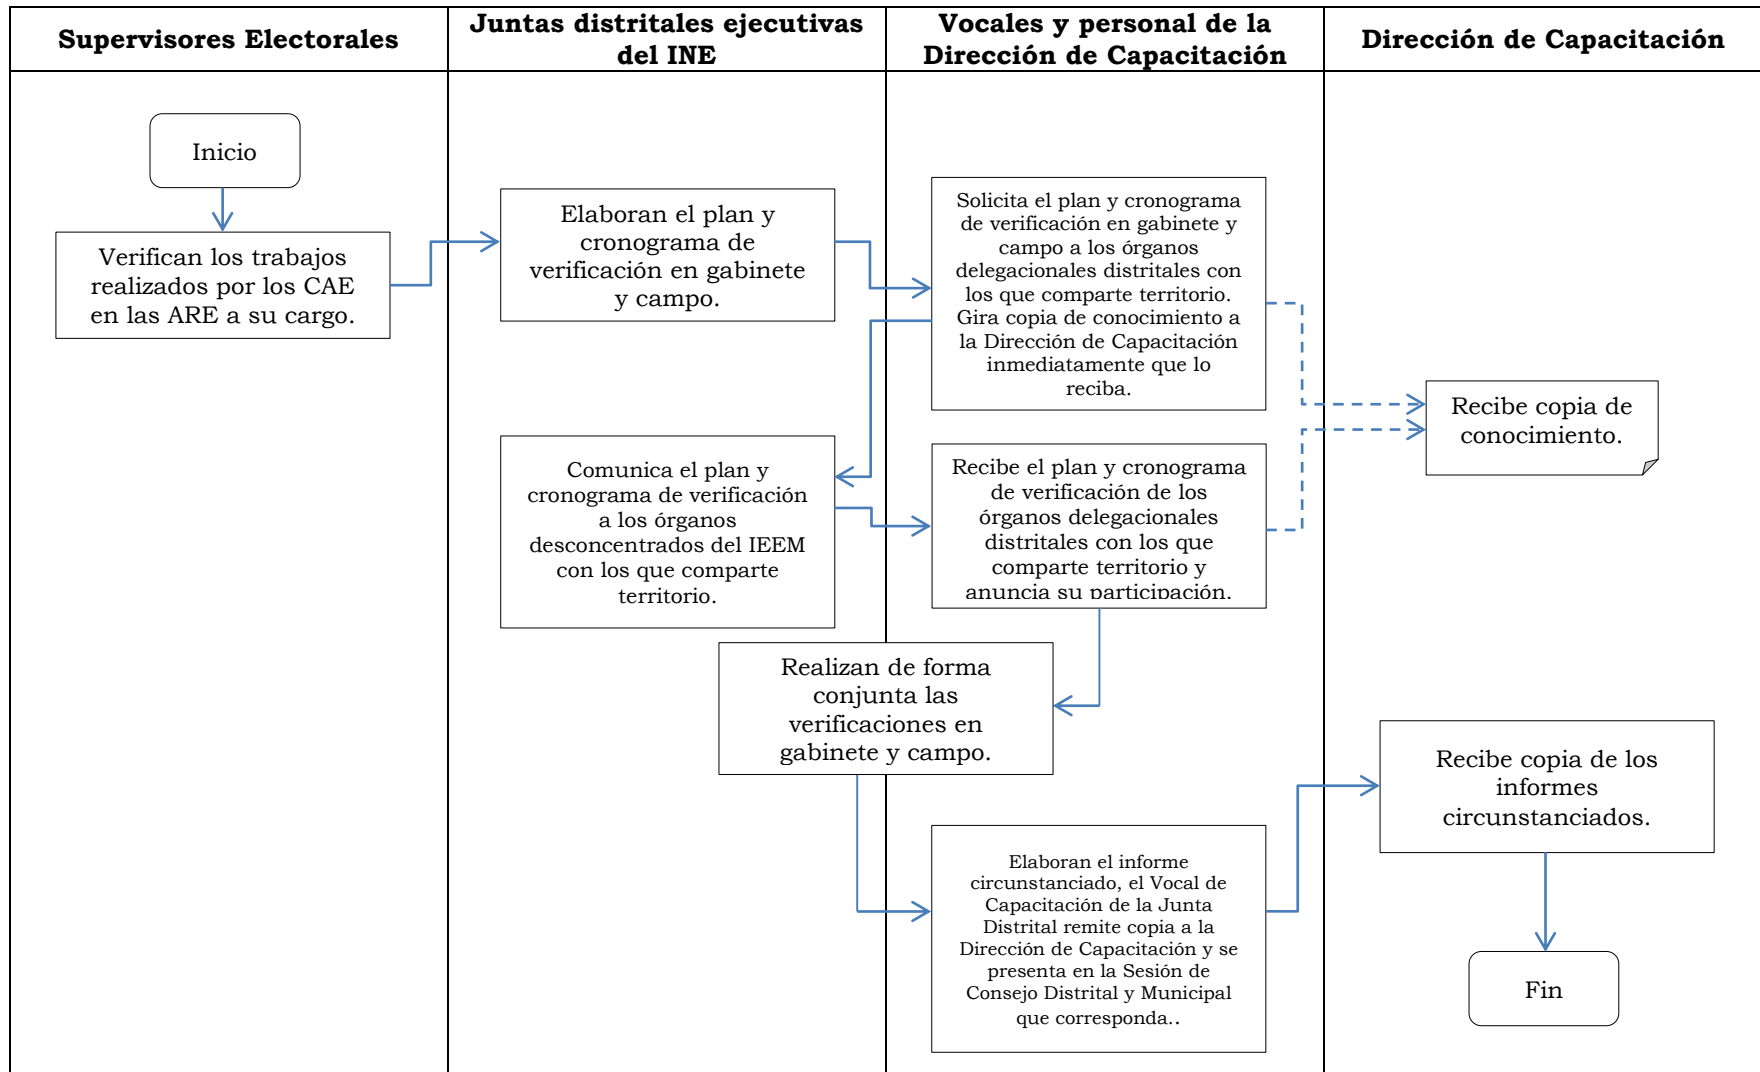 Supervisores Electorales
Juntas distritales ejecutivas
del INE
Vocales y personal de la
Dirección de Capacitación
Dirección de Capacitación
Inicio
Verifican los trabajos
realizados por los CAE
en las ARE a su cargo.
Elaboran el plan y
cronograma de
verificación en gabinete
y campo.
Solicita el plan y cronograma
de verificación en gabinete y
campo a los órganos
delegacionales distritales con
los que comparte territorio.
Gira copia de conocimiento a
la Dirección de Capacitación
inmediatamente que lo
reciba.
Recibe copia de
conocimiento.
Comunica el plan y
cronograma de verificación
a los órganos
desconcentrados del IEEM
con los que comparte
territorio.
Recibe el plan y cronograma
de verificación de los
órganos delegacionales
distritales con los que
comparte territorio y
anuncia su participación.
Realizan de forma
conjunta las
verificaciones en
gabinete y campo.
Elaboran el informe
circunstanciado, el Vocal de
Capacitación de la Junta
Distrital remite copia a la
Dirección de Capacitación y se
presenta en la Sesión de
Consejo Distrital y Municipal
que corresponda..
Recibe copia de los
informes
circunstanciados.
Fin